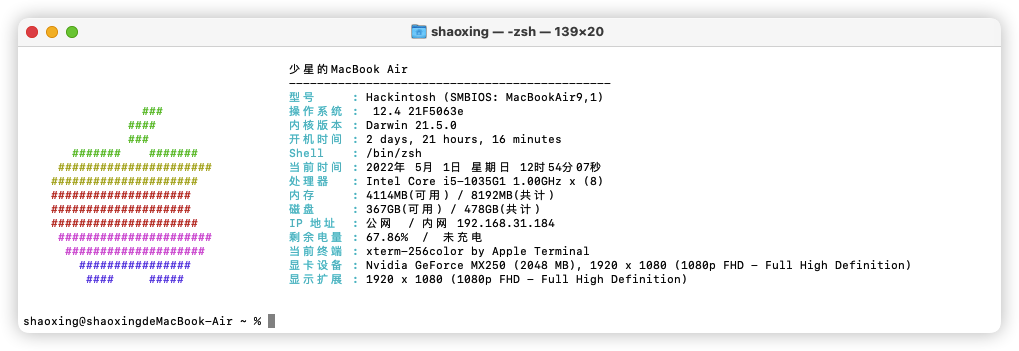 shaoxing — -zsh — 139×20
少星的MacBook Air
----------------------------------------------
型号 : Hackintosh (SMBIOS: MacBookAir9,1)
###
操作系统 : 12.4 21F5063e
####
内核版本 : Darwin 21.5.0
###
开机时间 : 2 days, 21 hours, 16 minutes
####### #######
Shell : /bin/zsh
######################
当前时间 : 2022年 5月 1日 星期日 12时54分07秒
#####################
处理器 : Intel Core i5-1035G1 1.00GHz x (8)
####################
内存 : 4114MB(可用) / 8192MB(共计)
####################
磁盘 : 367GB(可用) / 478GB(共计)
#####################
IP 地址 : 公网 / 内网 192.168.31.184
######################
剩余电量 : 67.86% / 未充电
####################
当前终端 : xterm-256color by Apple Terminal
################
显卡设备 : Nvidia GeForce MX250 (2048 MB), 1920 x 1080 (1080p FHD - Full High Definition)
#### #####
显示扩展 : 1920 x 1080 (1080p FHD - Full High Definition)
shaoxing@shaoxingdeMacBook-Air ~ %